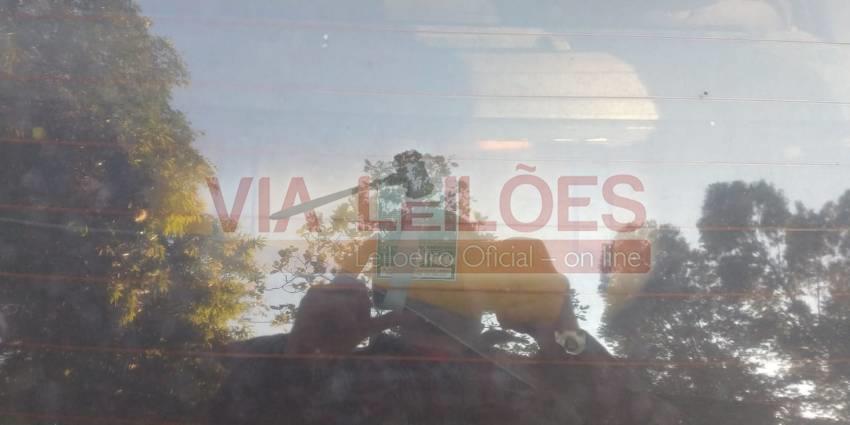 VIA LEILÕES
Leiloeiro Oficial - on line